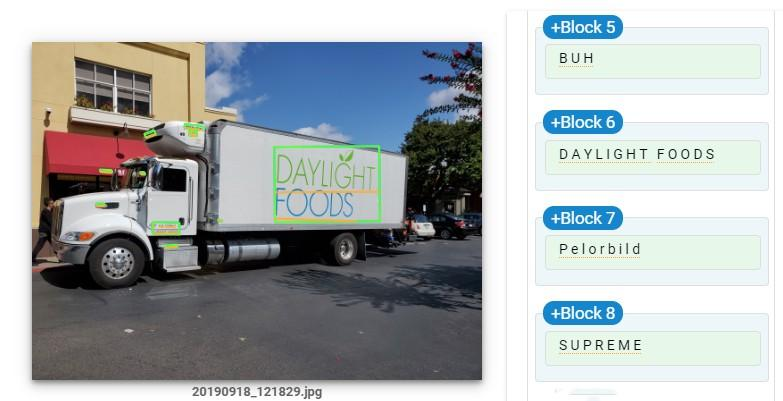 +Block 5
BUH
+Block 6
DAYLIGHT FOODS
+Block 7
Pelorbild
+Block 8
SUPREME
DAYLIGHT
FOODS
20190918_121829.jpg